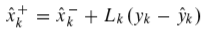 x̂ₖ⁺ = x̂ₖ⁻ + Lₖ(yₖ − ŷₖ)